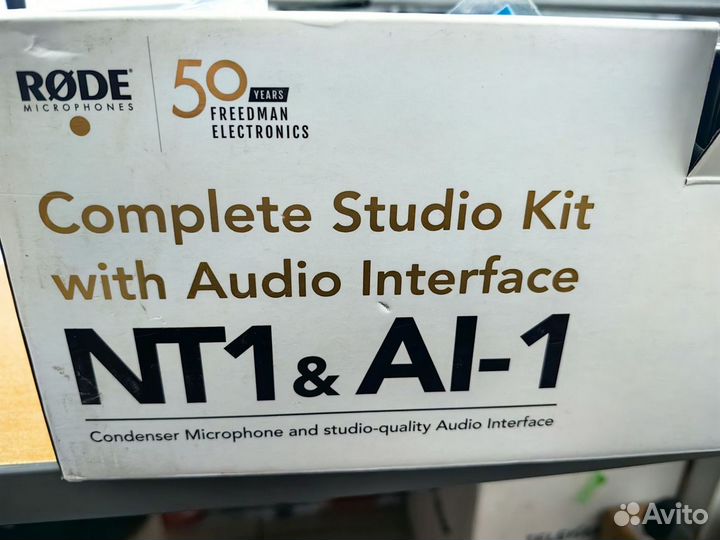 RØDE
MICROPHONES
50 YEARS
FREEDMAN
ELECTRONICS
Complete Studio Kit
with Audio Interface
NT1 & AI-1
Condenser Microphone and studio-quality Audio Interface
Avito